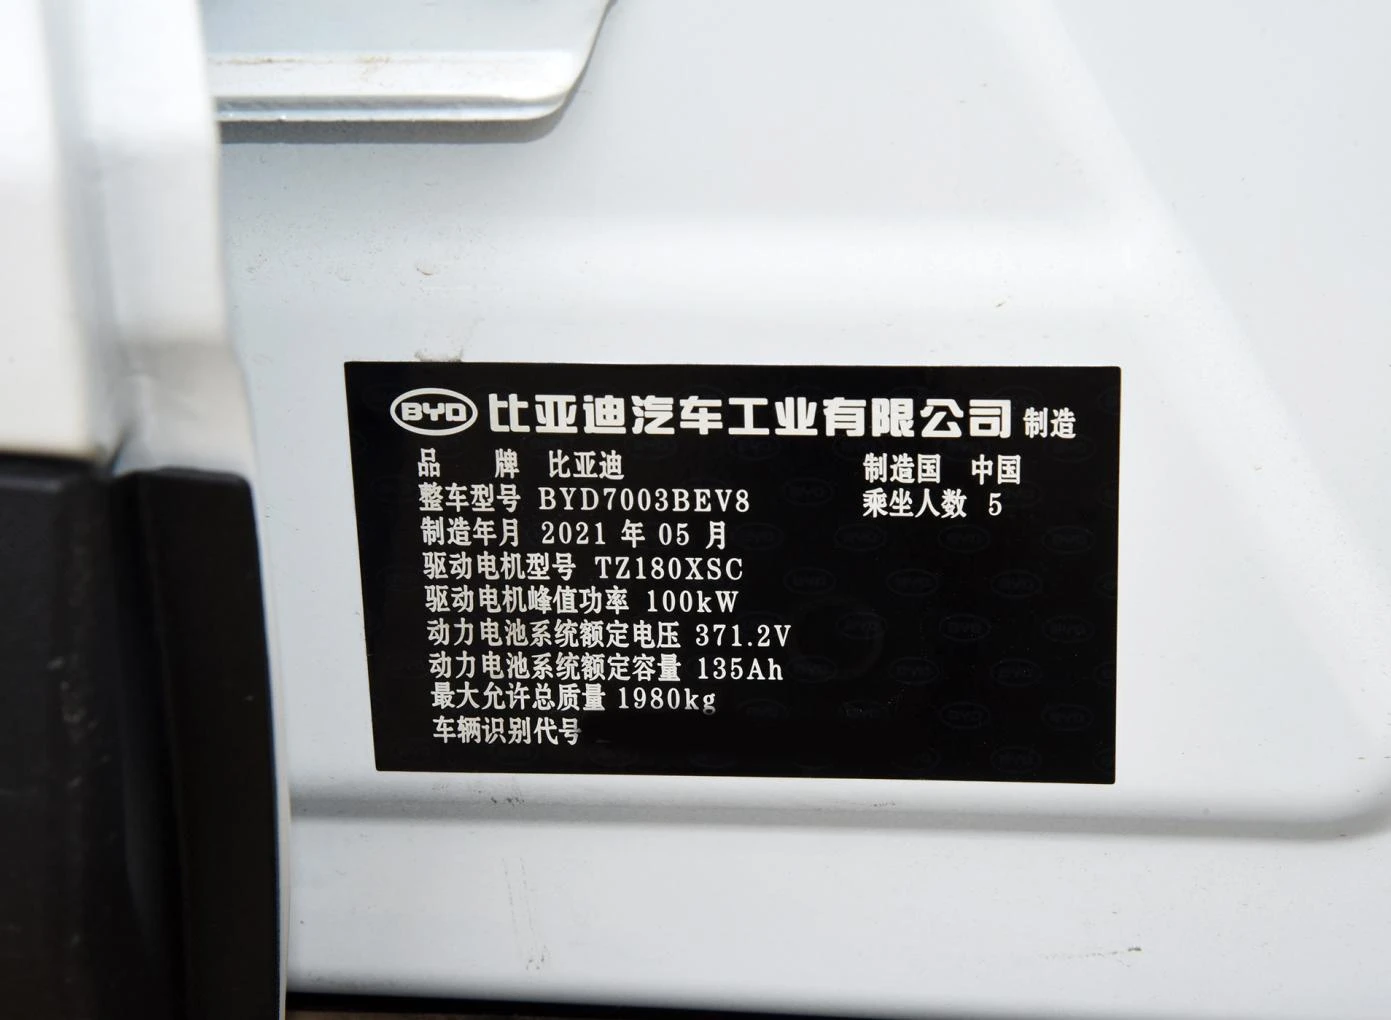 BYD 比亚迪汽车工业有限公司 制造
品 牌 比亚迪 制造国 中国
整车型号 BYD7003BEV8 乘坐人数 5
制造年月 2021 年 05 月
驱动电机型号 TZ180XSC
驱动电机峰值功率 100kW
动力电池系统额定电压 371.2V
动力电池系统额定容量 135Ah
最大允许总质量 1980kg
车辆识别代号